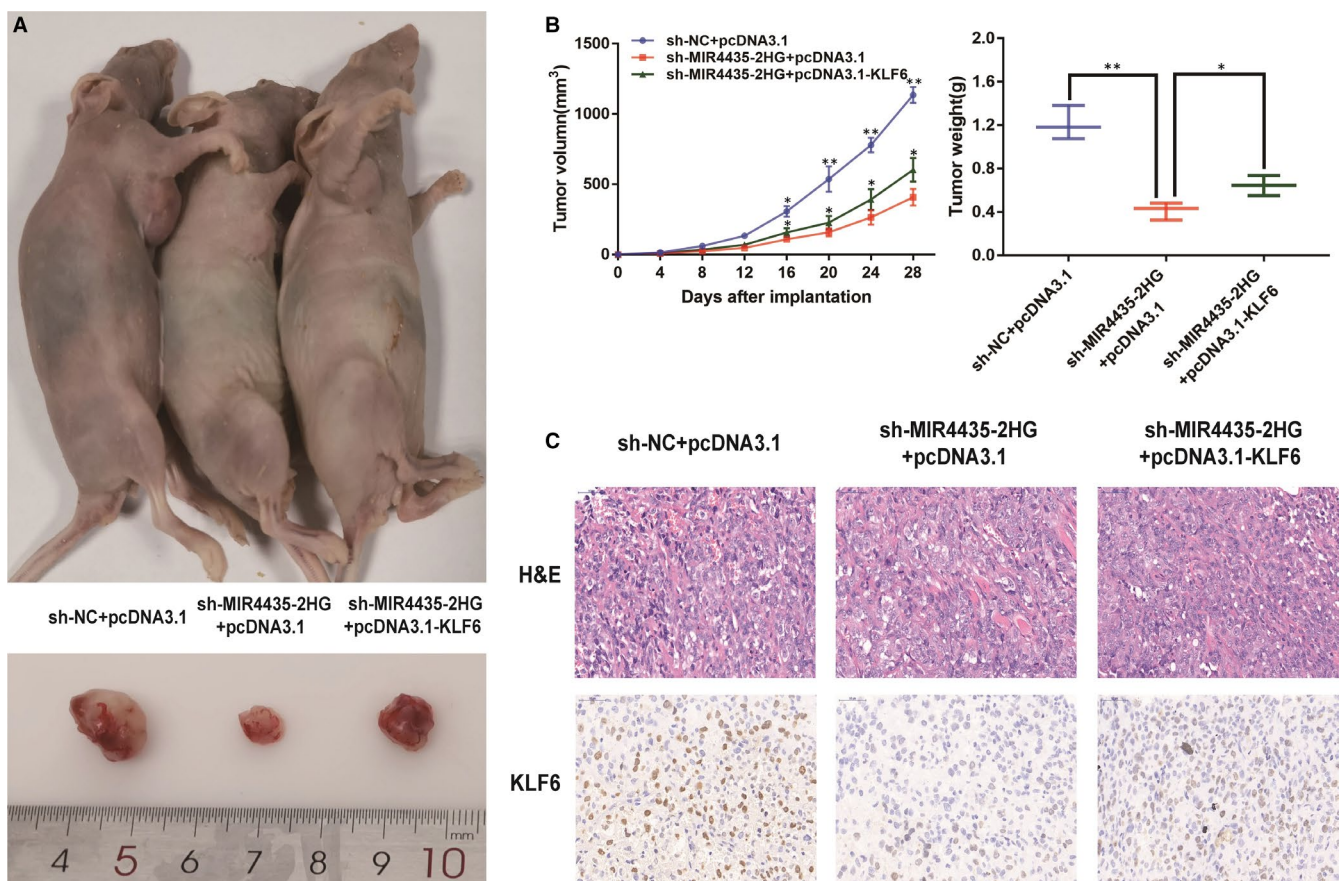 A
sh-NC+pcDNA3.1
sh-MIR4435-2HG
+pcDNA3.1
sh-MIR4435-2HG
+pcDNA3.1-KLF6
mm
4 5 6 7 8 9 10
B
sh-NC+pcDNA3.1
sh-MIR4435-2HG+pcDNA3.1
sh-MIR4435-2HG+pcDNA3.1-KLF6
Tumor volumn(mm³)
1500
1000
500
0
0 4 8 12 16 20 24 28
Days after implantation
* * ** * ** * ** *
Tumor weight(g)
2.0
1.6
1.2
0.8
0.4
0.0
** *
sh-NC+pcDNA3.1
sh-MIR4435-2HG
+pcDNA3.1
sh-MIR4435-2HG
+pcDNA3.1-KLF6
C
sh-NC+pcDNA3.1
sh-MIR4435-2HG
+pcDNA3.1
sh-MIR4435-2HG
+pcDNA3.1-KLF6
H&E
KLF6